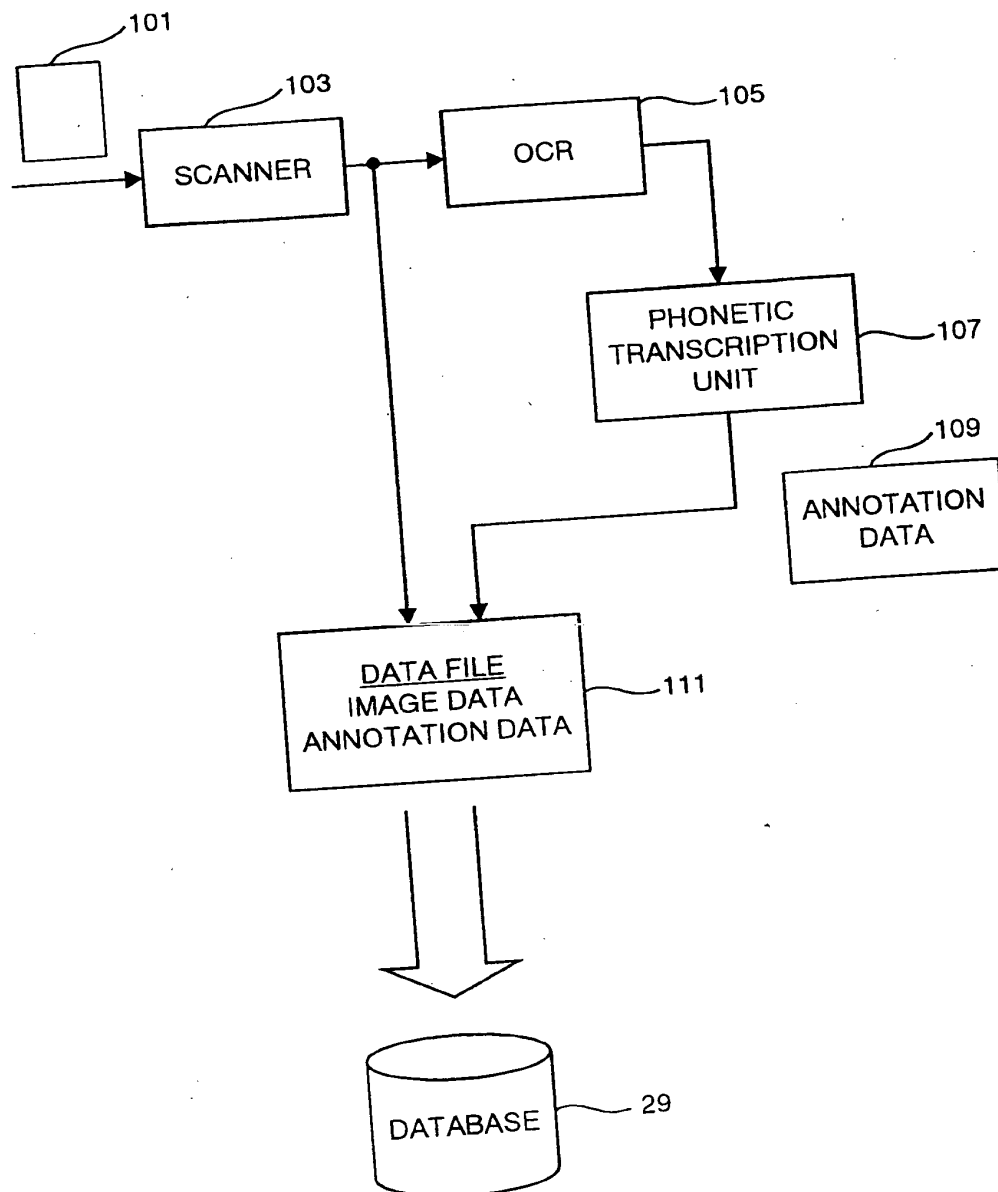 101
103
SCANNER
105
OCR
PHONETIC
TRANSCRIPTION
UNIT
107
109
ANNOTATION
DATA
DATA FILE
IMAGE DATA
ANNOTATION DATA
111
DATABASE
29